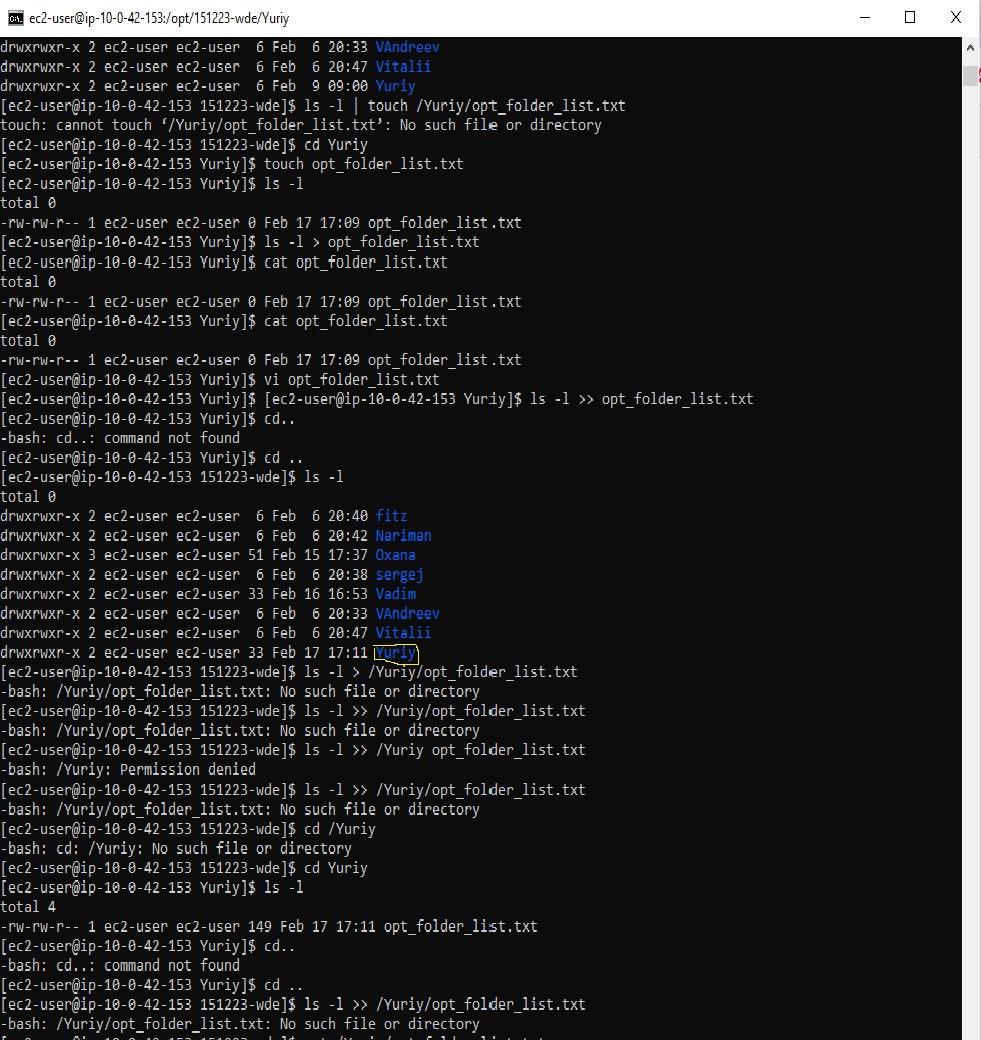 ec2-user@ip-10-0-42-153:/opt/151223-wde/Yuriy
drwxrwxr-x 2 ec2-user ec2-user  6 Feb  6 20:33 VAndreev
drwxrwxr-x 2 ec2-user ec2-user  6 Feb  6 20:47 Vitalii
drwxrwxr-x 2 ec2-user ec2-user  6 Feb  9 09:00 Yuriy
[ec2-user@ip-10-0-42-153 151223-wde]$ ls -l | touch /Yuriy/opt_folder_list.txt
touch: cannot touch ‘/Yuriy/opt_folder_list.txt’: No such file or directory
[ec2-user@ip-10-0-42-153 151223-wde]$ cd Yuriy
[ec2-user@ip-10-0-42-153 Yuriy]$ touch opt_folder_list.txt
[ec2-user@ip-10-0-42-153 Yuriy]$ ls -l
total 0
-rw-rw-r-- 1 ec2-user ec2-user 0 Feb 17 17:09 opt_folder_list.txt
[ec2-user@ip-10-0-42-153 Yuriy]$ ls -l > opt_folder_list.txt
[ec2-user@ip-10-0-42-153 Yuriy]$ cat opt_folder_list.txt
total 0
-rw-rw-r-- 1 ec2-user ec2-user 0 Feb 17 17:09 opt_folder_list.txt
[ec2-user@ip-10-0-42-153 Yuriy]$ cat opt_folder_list.txt
total 0
-rw-rw-r-- 1 ec2-user ec2-user 0 Feb 17 17:09 opt_folder_list.txt
[ec2-user@ip-10-0-42-153 Yuriy]$ vi opt_folder_list.txt
[ec2-user@ip-10-0-42-153 Yuriy]$ [ec2-user@ip-10-0-42-153 Yuriy]$ ls -l >> opt_folder_list.txt
[ec2-user@ip-10-0-42-153 Yuriy]$ cd..
-bash: cd..: command not found
[ec2-user@ip-10-0-42-153 Yuriy]$ cd ..
[ec2-user@ip-10-0-42-153 151223-wde]$ ls -l
total 0
drwxrwxr-x 2 ec2-user ec2-user  6 Feb  6 20:40 fitz
drwxrwxr-x 2 ec2-user ec2-user  6 Feb  6 20:42 Nariman
drwxrwxr-x 3 ec2-user ec2-user 51 Feb 15 17:37 Oxana
drwxrwxr-x 2 ec2-user ec2-user  6 Feb  6 20:38 sergej
drwxrwxr-x 2 ec2-user ec2-user 33 Feb 16 16:53 Vadim
drwxrwxr-x 2 ec2-user ec2-user  6 Feb  6 20:33 VAndreev
drwxrwxr-x 2 ec2-user ec2-user  6 Feb  6 20:47 Vitalii
drwxrwxr-x 2 ec2-user ec2-user 33 Feb 17 17:11 Yuriy
[ec2-user@ip-10-0-42-153 151223-wde]$ ls -l > /Yuriy/opt_folder_list.txt
-bash: /Yuriy/opt_folder_list.txt: No such file or directory
[ec2-user@ip-10-0-42-153 151223-wde]$ ls -l >> /Yuriy/opt_folder_list.txt
-bash: /Yuriy/opt_folder_list.txt: No such file or directory
[ec2-user@ip-10-0-42-153 151223-wde]$ ls -l >> /Yuriy opt_folder_list.txt
-bash: /Yuriy: Permission denied
[ec2-user@ip-10-0-42-153 151223-wde]$ ls -l >> /Yuriy/opt_folder_list.txt
-bash: /Yuriy/opt_folder_list.txt: No such file or directory
[ec2-user@ip-10-0-42-153 151223-wde]$ cd /Yuriy
-bash: cd: /Yuriy: No such file or directory
[ec2-user@ip-10-0-42-153 151223-wde]$ cd Yuriy
[ec2-user@ip-10-0-42-153 Yuriy]$ ls -l
total 4
-rw-rw-r-- 1 ec2-user ec2-user 149 Feb 17 17:11 opt_folder_list.txt
[ec2-user@ip-10-0-42-153 Yuriy]$ cd..
-bash: cd..: command not found
[ec2-user@ip-10-0-42-153 Yuriy]$ cd ..
[ec2-user@ip-10-0-42-153 151223-wde]$ ls -l >> /Yuriy/opt_folder_list.txt
-bash: /Yuriy/opt_folder_list.txt: No such file or directory